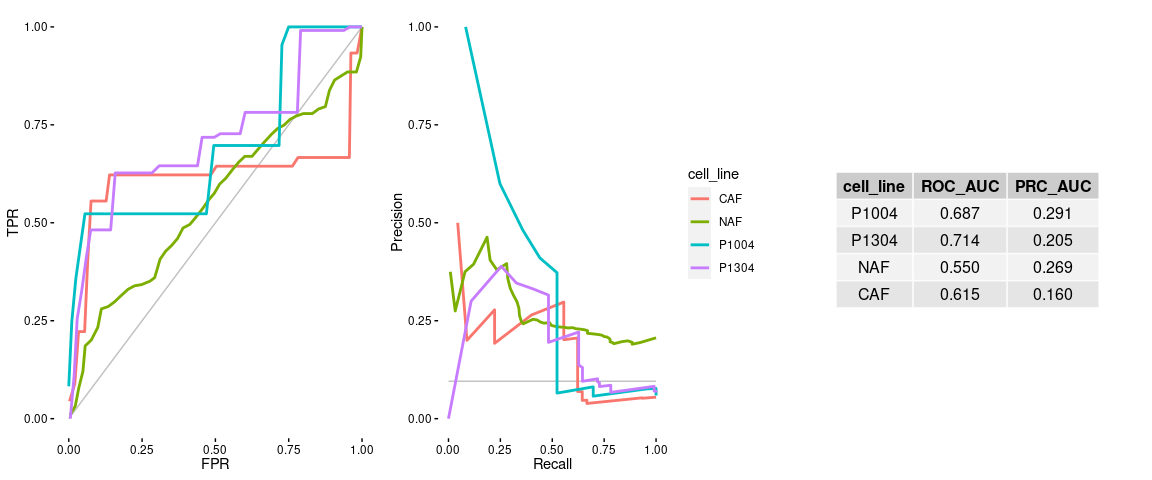 1.00
0.75
0.50
0.25
0.00
TPR
0.00 0.25 0.50 0.75 1.00
FPR
1.00
0.75
0.50
0.25
0.00
Precision
0.00 0.25 0.50 0.75 1.00
Recall
cell_line
CAF
NAF
P1004
P1304
cell_line ROC_AUC PRC_AUC
P1004 0.687 0.291
P1304 0.714 0.205
NAF 0.550 0.269
CAF 0.615 0.160